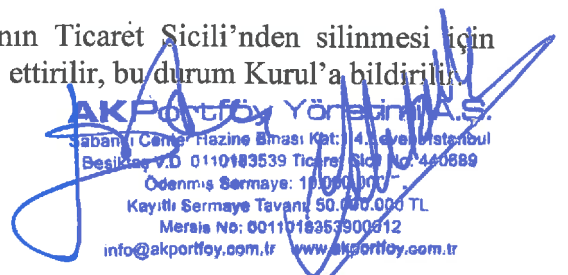 nın Ticaret Sicili'nden silinmesi için
ettirilir, bu durum Kurul'a bildirilir.
AKPortföy Yönetimi A.Ş.
Sabancı Center Hazine Binası Kat: 4.Levent-İstanbul
Beşiktaş V.D. 0110183539 Ticaret Sicil No: 440889
Ödenmiş Sermaye:
Kayıtlı Sermaye Tavanı: 50.000.000 TL
Mersis No: 0011018353900012
info@akportfoy.com.tr www.akportfoy.com.tr